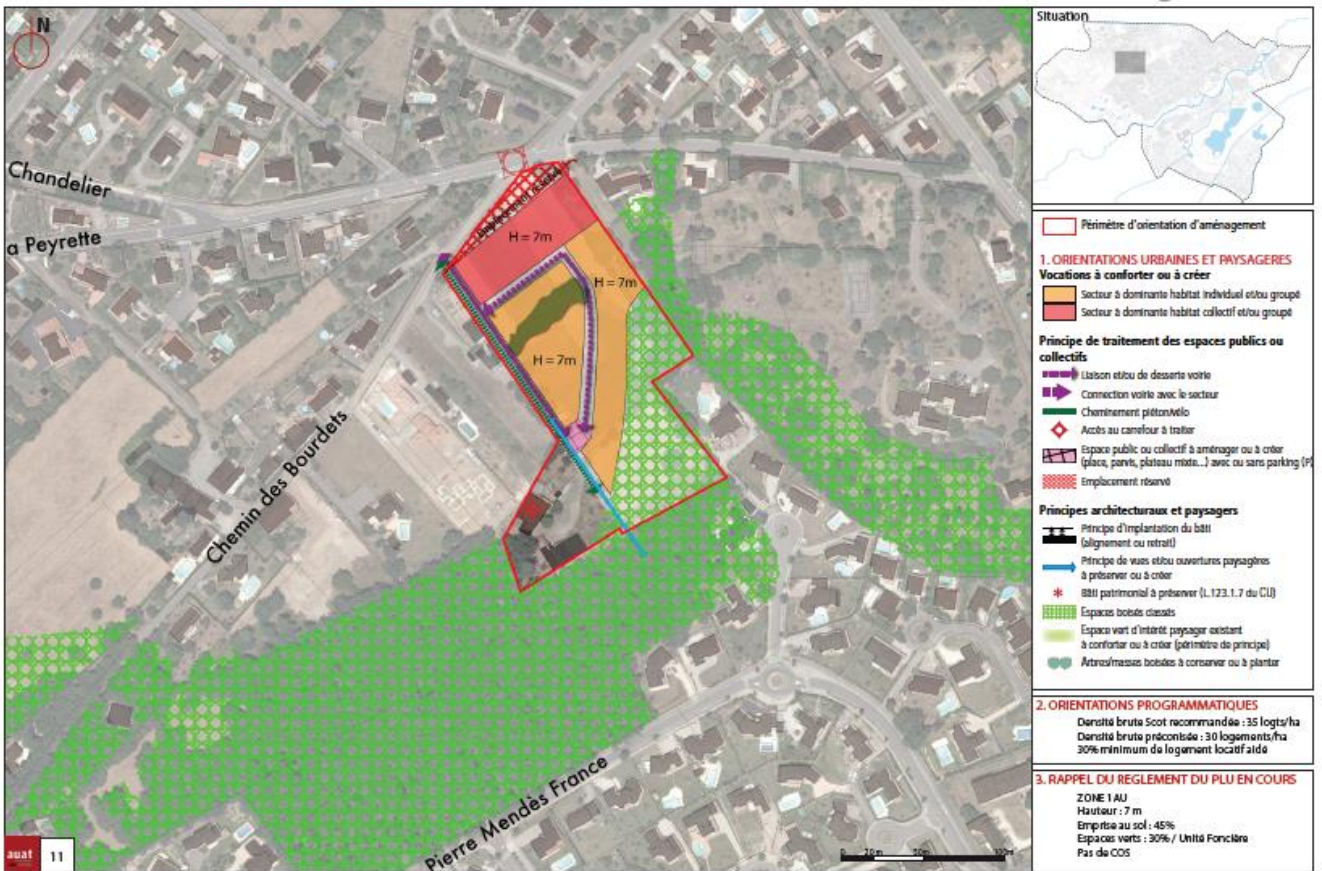 N
Chandelier
a Peyrette
H = 7m
H = 7m
H = 7m
Chemin des Bourdets
Pierre Mendès France
0 20m 50m 100m
auat
11
Situation
Périmètre d'orientation d'aménagement
1. ORIENTATIONS URBAINES ET PAYSAGERES
Vocations à conforter ou à créer
Secteur à dominante habitat individuel et/ou groupé
Secteur à dominante habitat collectif et/ou groupé
Principe de traitement des espaces publics ou
collectifs
Liaison et/ou de desserte voirie
Connection voirie avec le secteur
Cheminement piéton/vélo
Accès au carrefour à traiter
Espace public ou collectif à aménager ou à créer
(place, parvis, plateau mixte...) avec ou sans parking (P)
Emplacement réservé
Principes architecturaux et paysagers
Principe d'implantation du bâti
(alignement ou retrait)
Principe de vues et/ou ouvertures paysagères
à préserver ou à créer
Bâti patrimonial à préserver (L.123.1.7 du CU)
Espaces boisés classés
Espace vert d'intérêt paysager existant
à conforter ou à créer (périmètre de principe)
Arbres/masses boisées à conserver ou à planter
2. ORIENTATIONS PROGRAMMATIQUES
Densité brute Scot recommandée : 35 logts/ha
Densité brute préconisée : 30 logements/ha
30% minimum de logement locatif aidé
3. RAPPEL DU REGLEMENT DU PLU EN COURS
ZONE 1AU
Hauteur : 7 m
Emprise au sol : 45%
Espaces verts : 30% / Unité Foncière
Pas de COS